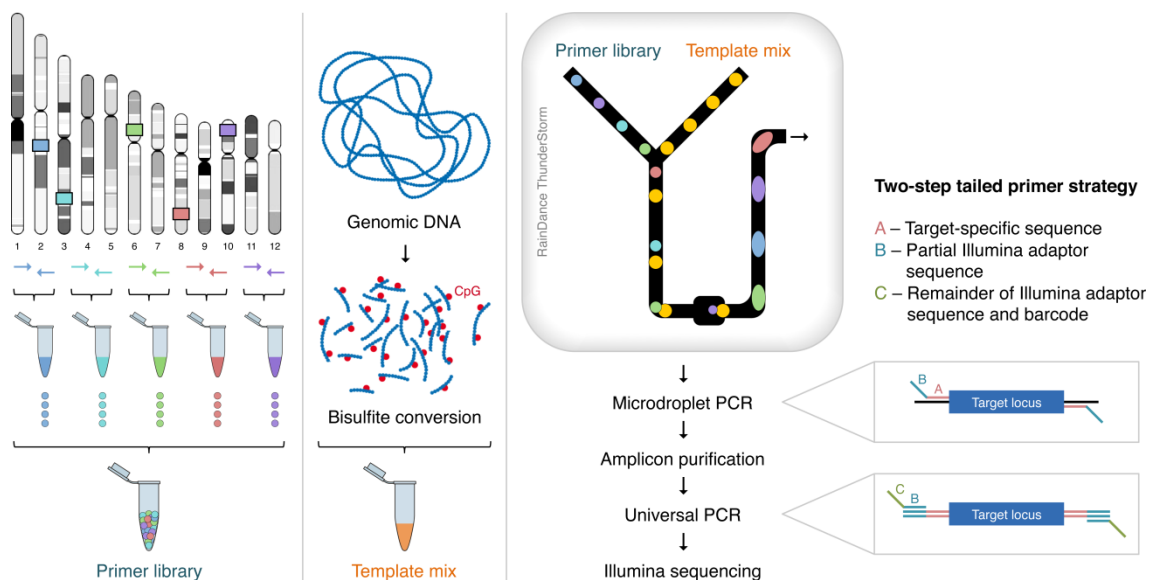 1 2 3 4 5 6 7 8 9 10 11 12
Primer library
Genomic DNA
CpG
Bisulfite conversion
Template mix
RainDance ThunderStorm
Primer library
Template mix
Microdroplet PCR
Amplicon purification
Universal PCR
Illumina sequencing
Two-step tailed primer strategy
A – Target-specific sequence
B – Partial Illumina adaptor
sequence
C – Remainder of Illumina adaptor
sequence and barcode
B
A
Target locus
C
B
Target locus